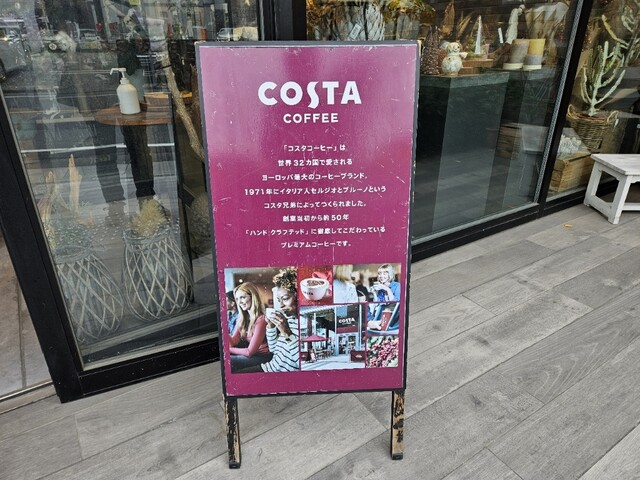 COSTA
COFFEE
「コスタコーヒー」は
世界32カ国で愛される
ヨーロッパ最大のコーヒーブランド。
1971年にイタリア人セルジオとブルーノという
コスタ兄弟によってつくられました。
創業当初から約50年
「ハンドクラフテッド」に徹底してこだわっている
プレミアムコーヒーです。
COSTA